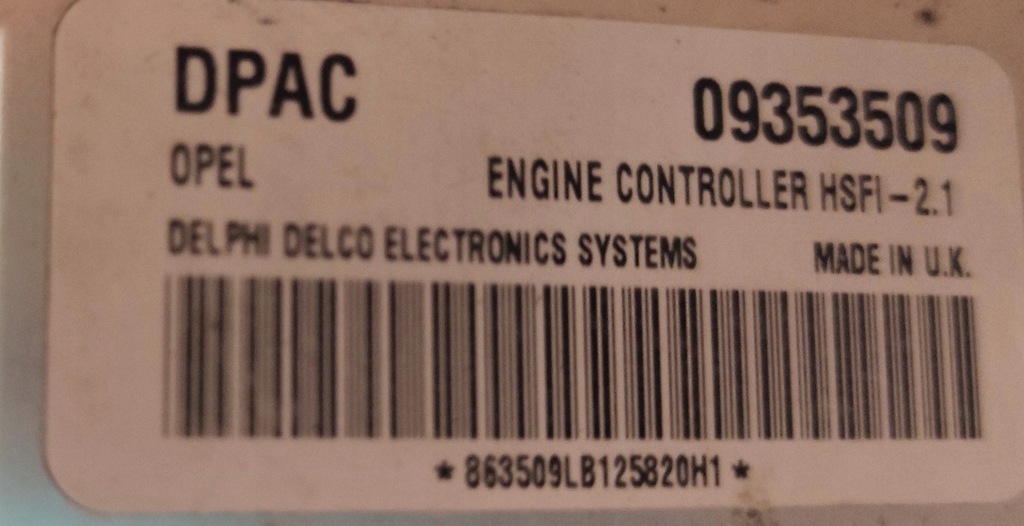 DPAC 09353509
OPEL ENGINE CONTROLLER HSFI-2.1
DELPHI DELCO ELECTRONICS SYSTEMS MADE IN U.K.
*863509LB125820H1*